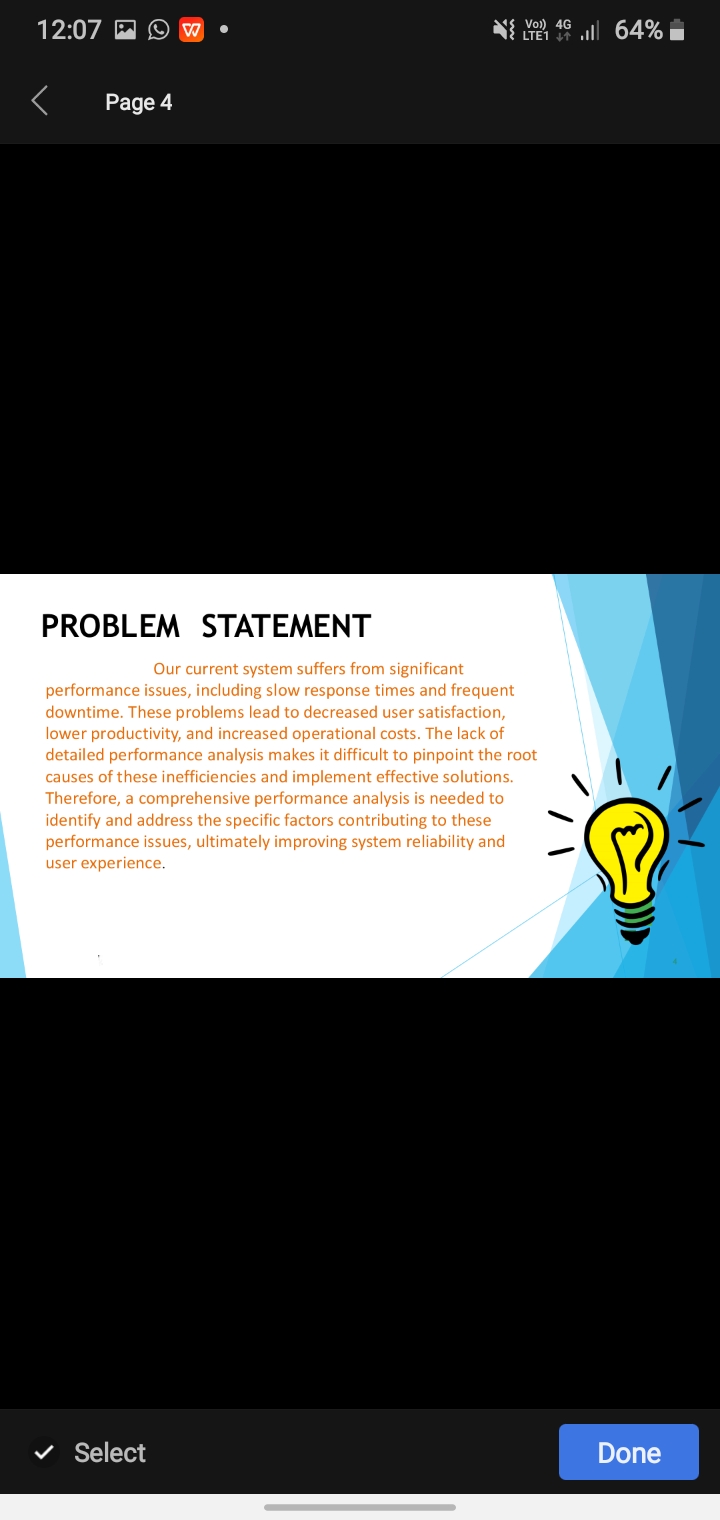 12:07 Vo)) 4G LTE1 64%
Page 4
PROBLEM STATEMENT
Our current system suffers from significant
performance issues, including slow response times and frequent
downtime. These problems lead to decreased user satisfaction,
lower productivity, and increased operational costs. The lack of
detailed performance analysis makes it difficult to pinpoint the root
causes of these inefficiencies and implement effective solutions.
Therefore, a comprehensive performance analysis is needed to
identify and address the specific factors contributing to these
performance issues, ultimately improving system reliability and
user experience.
Select Done